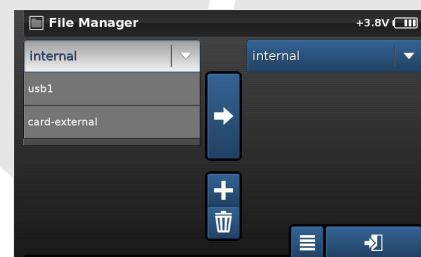 File Manager +3.8V
internal internal
usb1
card-external